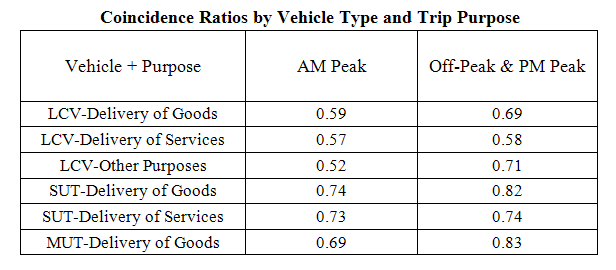 Coincidence Ratios by Vehicle Type and Trip Purpose
Vehicle + Purpose AM Peak Off-Peak & PM Peak
LCV-Delivery of Goods 0.59 0.69
LCV-Delivery of Services 0.57 0.58
LCV-Other Purposes 0.52 0.71
SUT-Delivery of Goods 0.74 0.82
SUT-Delivery of Services 0.73 0.74
MUT-Delivery of Goods 0.69 0.83